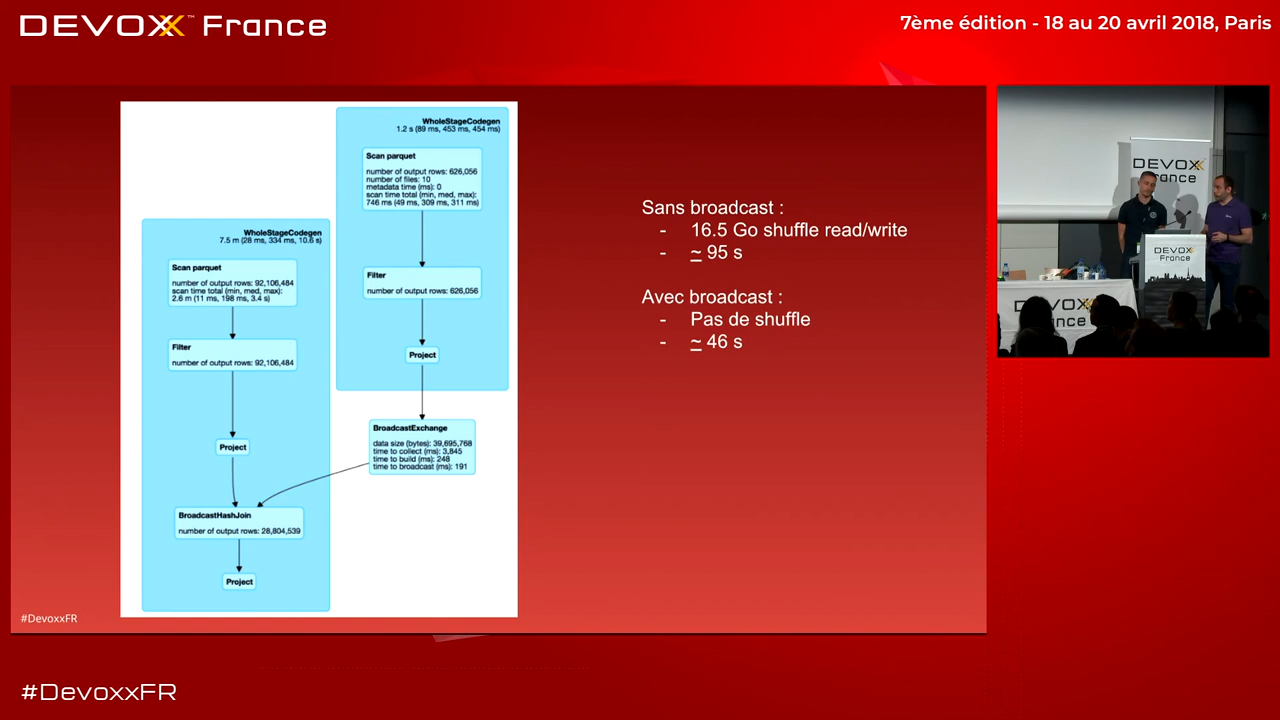 DEVOXX™ France
7ème édition - 18 au 20 avril 2018, Paris
WholeStageCodegen
1.2 s (89 ms, 453 ms, 454 ms)
Scan parquet
number of output rows: 626,056
number of files: 10
metadata time (ms): 0
scan time total (min, med, max):
746 ms (49 ms, 309 ms, 311 ms)
Filter
number of output rows: 626,056
Project
BroadcastExchange
data size (bytes): 39,695,768
time to collect (ms): 3,845
time to build (ms): 248
time to broadcast (ms): 191
WholeStageCodegen
7.5 m (28 ms, 334 ms, 10.6 s)
Scan parquet
number of output rows: 92,106,484
scan time total (min, med, max):
2.6 m (11 ms, 198 ms, 3.4 s)
Filter
number of output rows: 92,106,484
Project
BroadcastHashJoin
number of output rows: 28,804,539
Project
Sans broadcast :
- 16.5 Go shuffle read/write
- ~ 95 s
Avec broadcast :
- Pas de shuffle
- ~ 46 s
#DevoxxFR
DEVOXX
France
DEVOXX
France
DEVOXX
France
#DevoxxFR